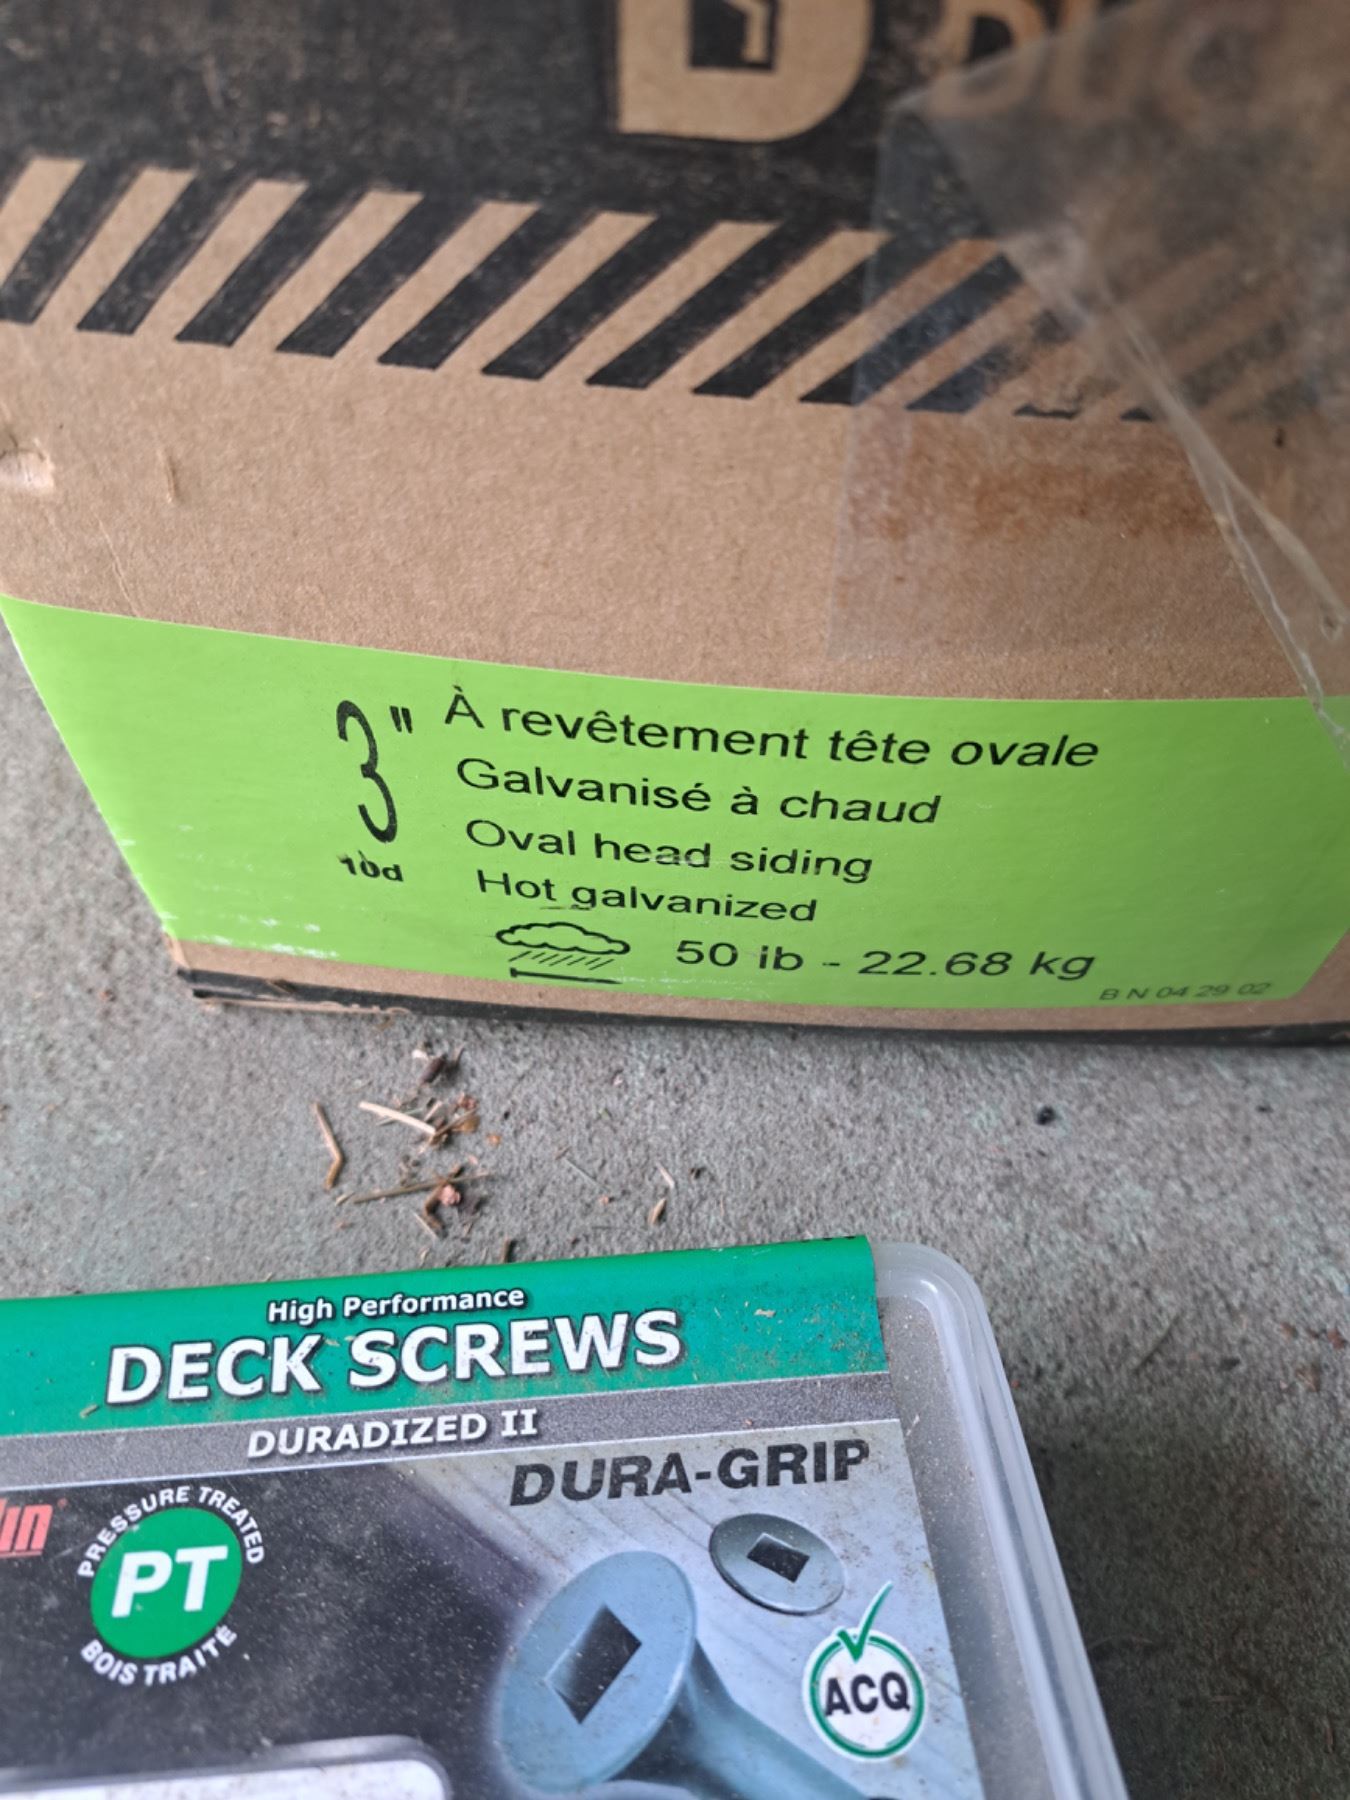 3"
10d
À revêtement tête ovale
Galvanisé à chaud
Oval head siding
Hot galvanized
50 lb - 22.68 kg
B N 04 29 02
High Performance
DECK SCREWS
DURADIZED II
DURA-GRIP
PRESSURE TREATED
PT
BOIS TRAITÉ
ACQ